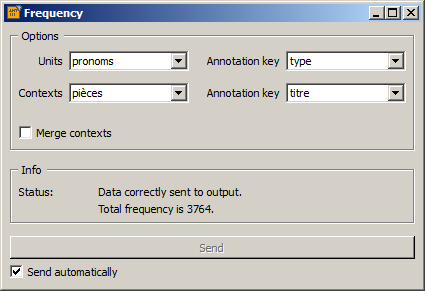 Frequency
Options
Units pronoms Annotation key type
Contexts pièces Annotation key titre
Merge contexts
Info
Status: Data correctly sent to output.
Total frequency is 3764.
Send
Send automatically